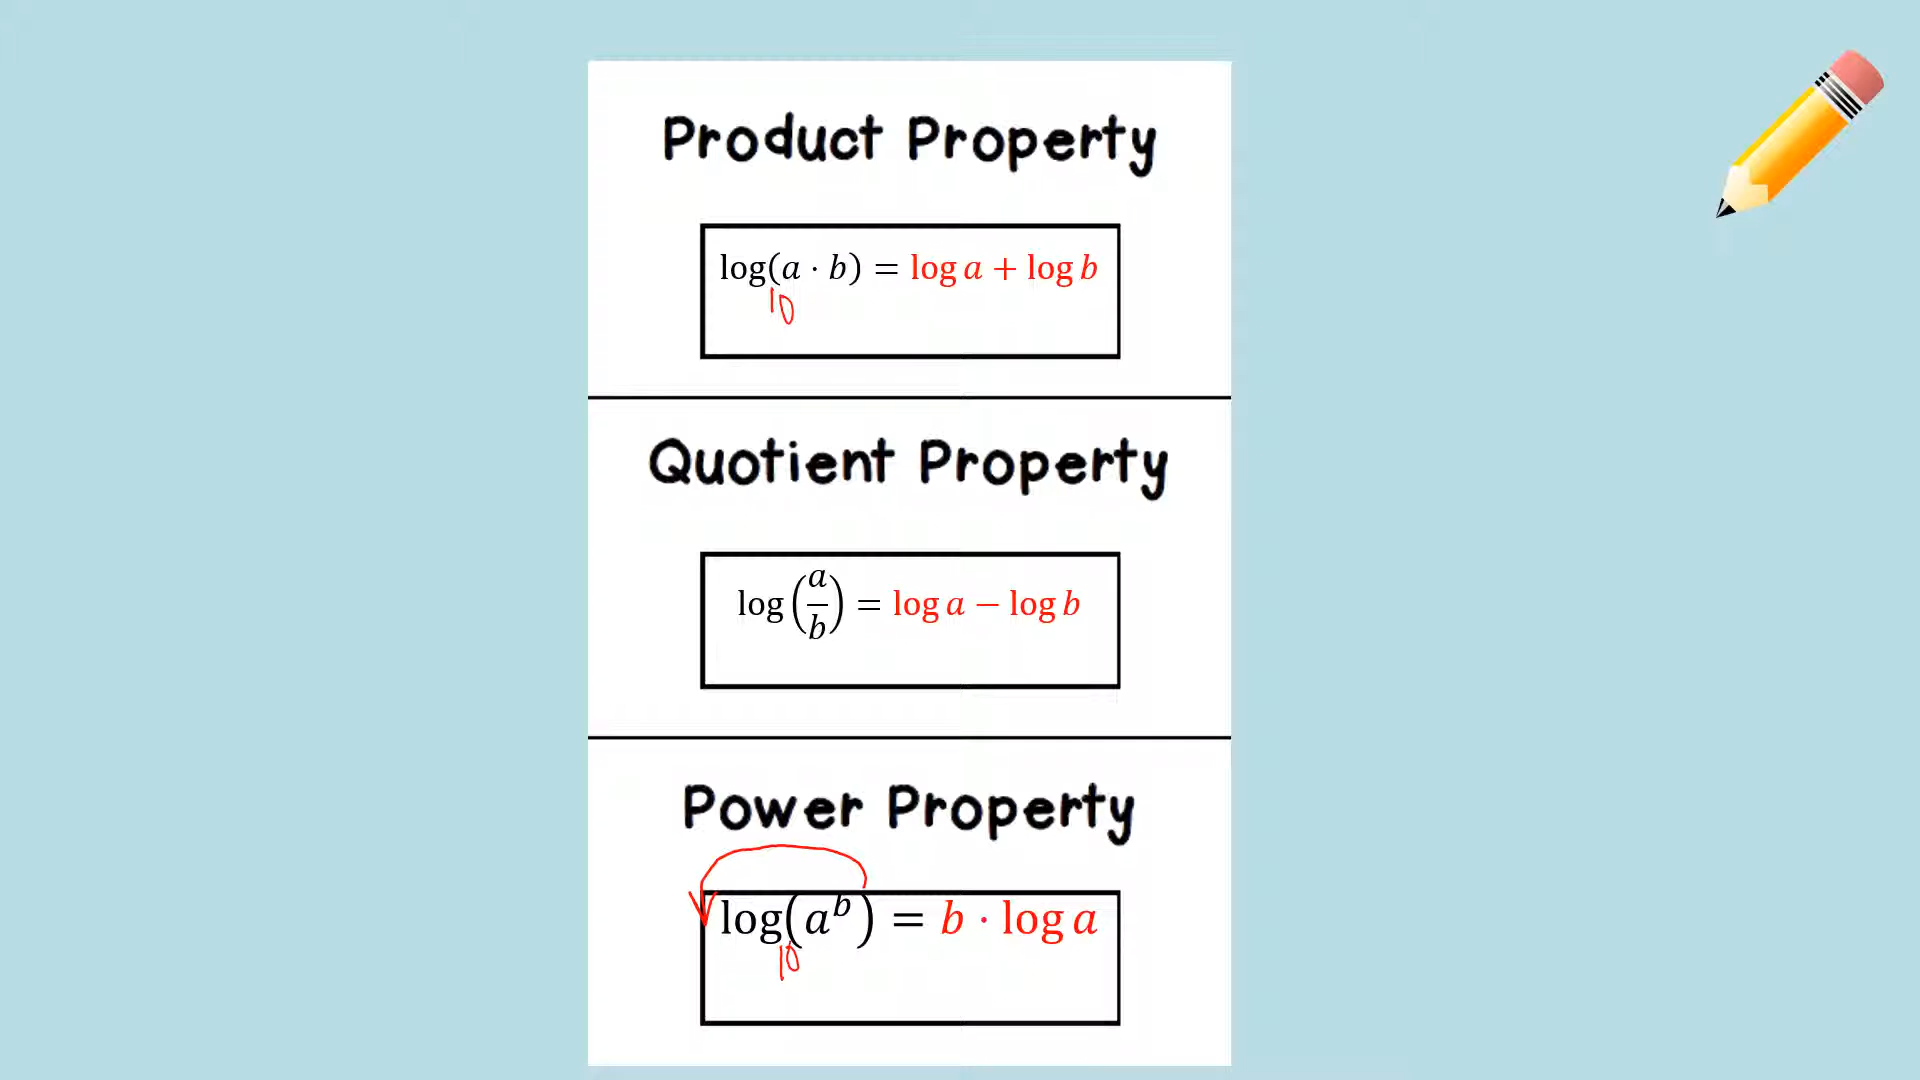 Product Property
log(a · b) = log a + log b
10
Quotient Property
log(a/b) = log a − log b
Power Property
log(a^b) = b · log a
10